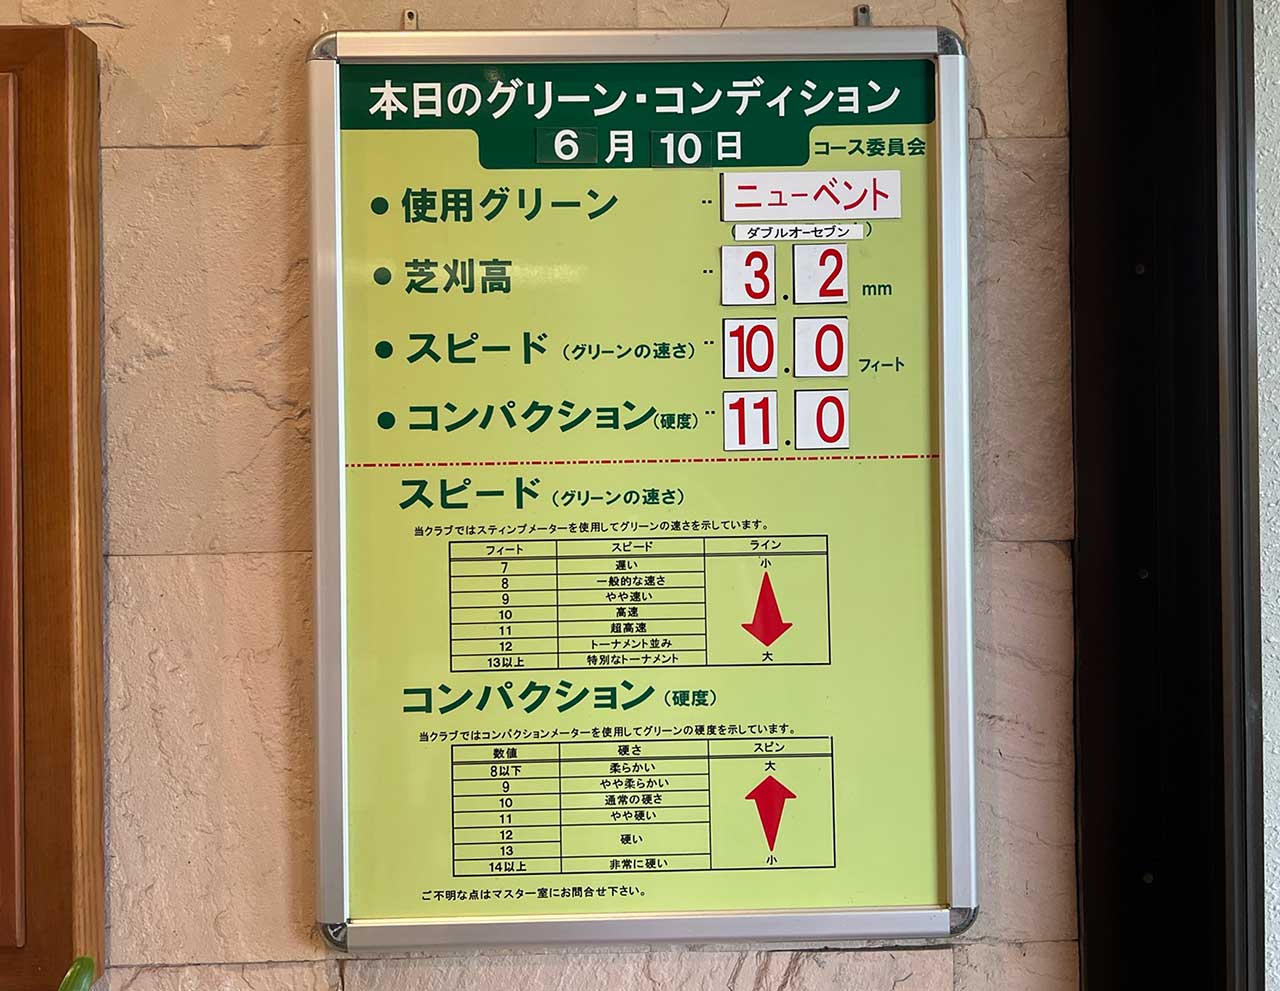 本日のグリーン・コンディション
6月10日 コース委員会
●使用グリーン ‥ ニューベント
(ダブルオーセブン)
●芝刈高 ‥ 3.2 mm
●スピード(グリーンの速さ)‥ 10.0 フィート
●コンパクション(硬度)‥ 11.0
スピード(グリーンの速さ)
当クラブではスティンプメーターを使用してグリーンの速さを示しています。
フィート スピード ライン
7 遅い 小
8 一般的な速さ
9 やや速い
10 高速
11 超高速
12 トーナメント並み
13以上 特別なトーナメント 大
コンパクション(硬度)
当クラブではコンパクションメーターを使用してグリーンの硬度を示しています。
数値 硬さ スピン
8以下 柔らかい 大
9 やや柔らかい
10 通常の硬さ
11 やや硬い
12
硬い
13
14以上 非常に硬い 小
ご不明な点はマスター室にお問合せ下さい。